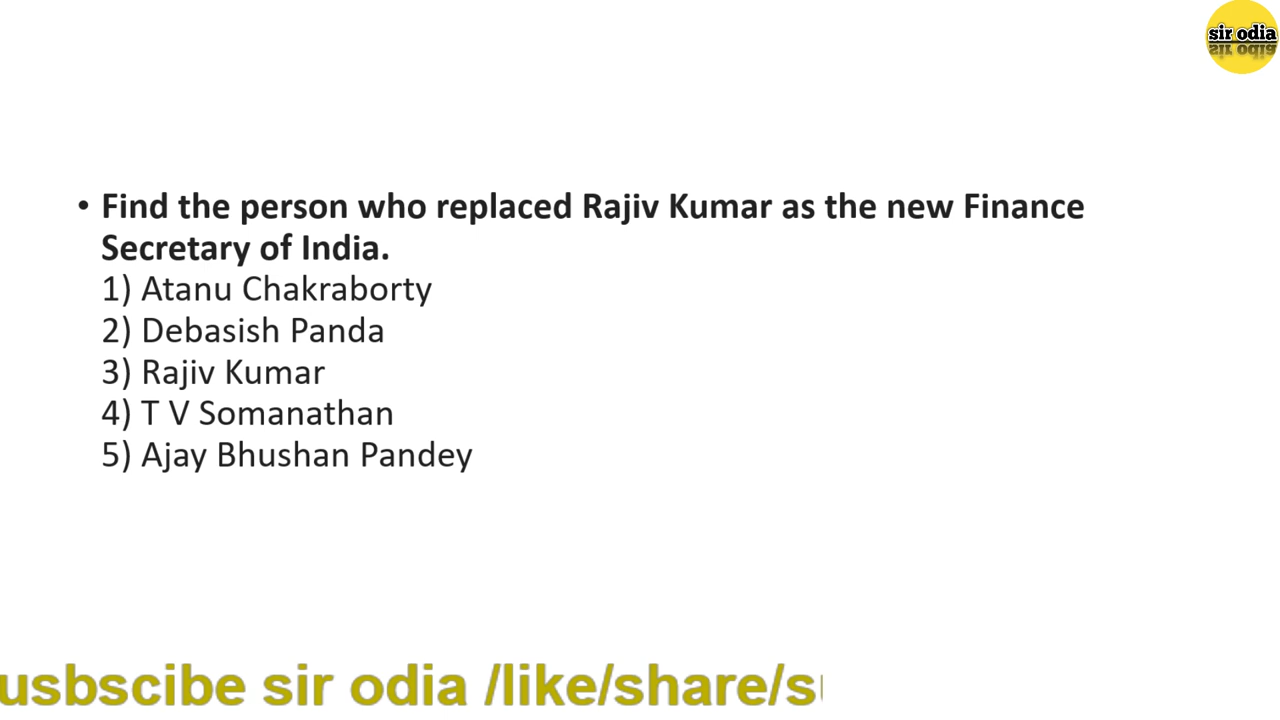 sir odia
• Find the person who replaced Rajiv Kumar as the new Finance
Secretary of India.
1) Atanu Chakraborty
2) Debasish Panda
3) Rajiv Kumar
4) T V Somanathan
5) Ajay Bhushan Pandey
usbscibe sir odia /like/share/s